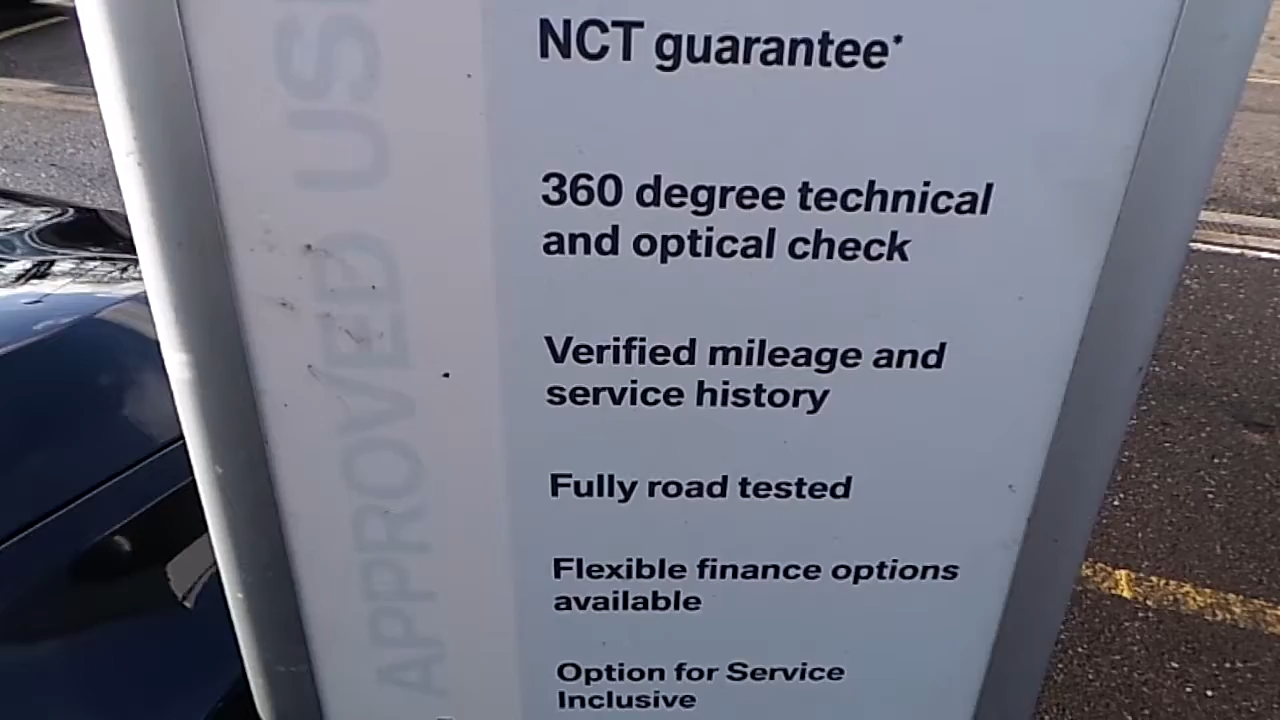 NCT guarantee*
360 degree technical
and optical check
Verified mileage and
service history
Fully road tested
Flexible finance options
available
Option for Service
Inclusive
APPROVED US